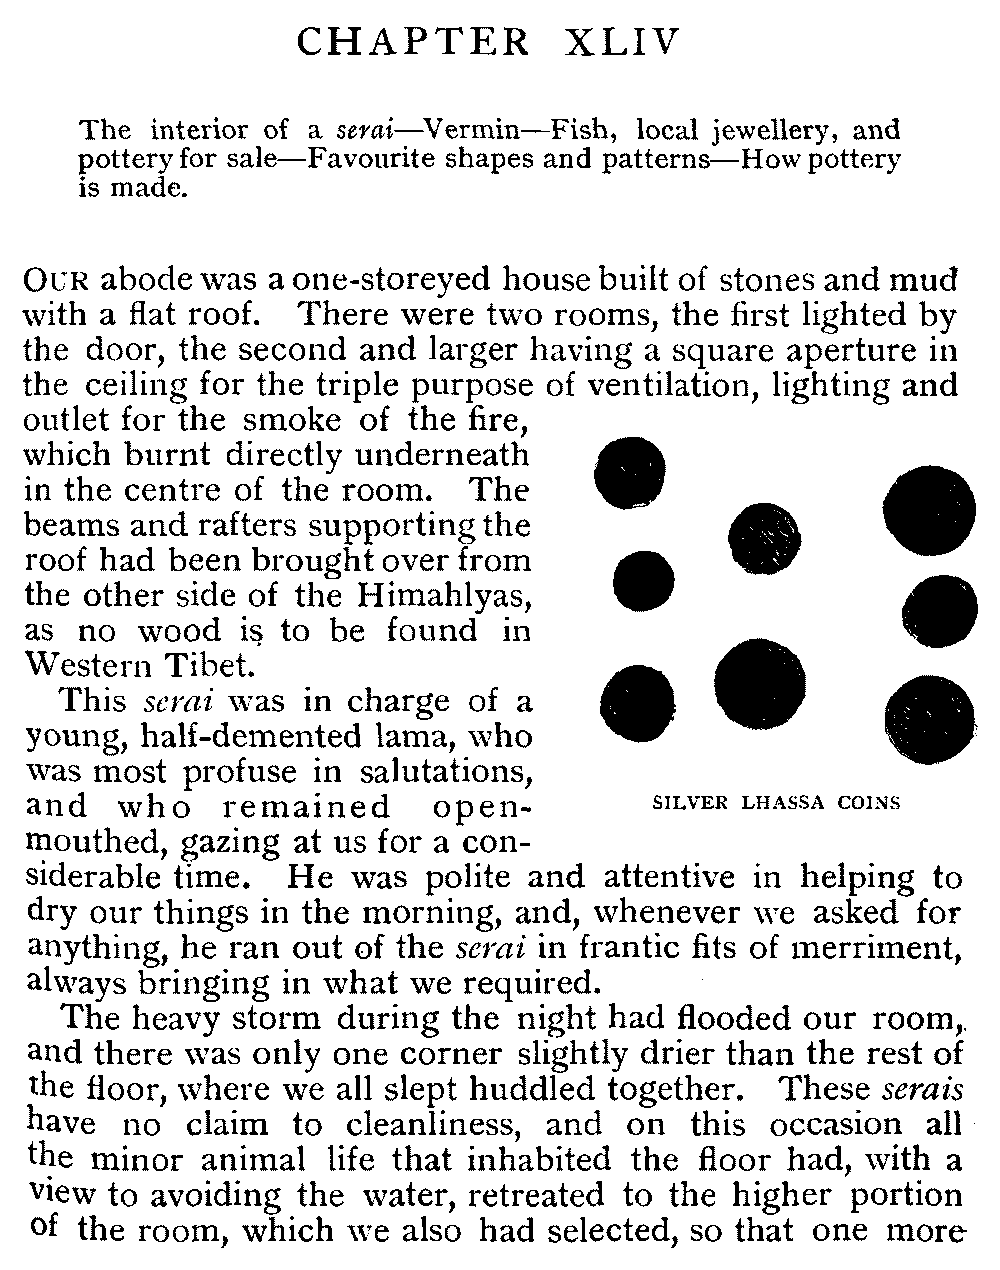 CHAPTER XLIV
The interior of a serai—Vermin—Fish, local jewellery, and
pottery for sale—Favourite shapes and patterns—How pottery
is made.
OUR abode was a one-storeyed house built of stones and mud
with a flat roof. There were two rooms, the first lighted by
the door, the second and larger having a square aperture in
the ceiling for the triple purpose of ventilation, lighting and
outlet for the smoke of the fire,
which burnt directly underneath
in the centre of the room. The
beams and rafters supporting the
roof had been brought over from
the other side of the Himahlyas,
as no wood is to be found in
Western Tibet.
This serai was in charge of a
young, half-demented lama, who
was most profuse in salutations,
and who remained open-
mouthed, gazing at us for a con-
SILVER LHASSA COINS
siderable time. He was polite and attentive in helping to
dry our things in the morning, and, whenever we asked for
anything, he ran out of the serai in frantic fits of merriment,
always bringing in what we required.
The heavy storm during the night had flooded our room,
and there was only one corner slightly drier than the rest of
the floor, where we all slept huddled together. These serais
have no claim to cleanliness, and on this occasion all
the minor animal life that inhabited the floor had, with a
view to avoiding the water, retreated to the higher portion
of the room, which we also had selected, so that one more